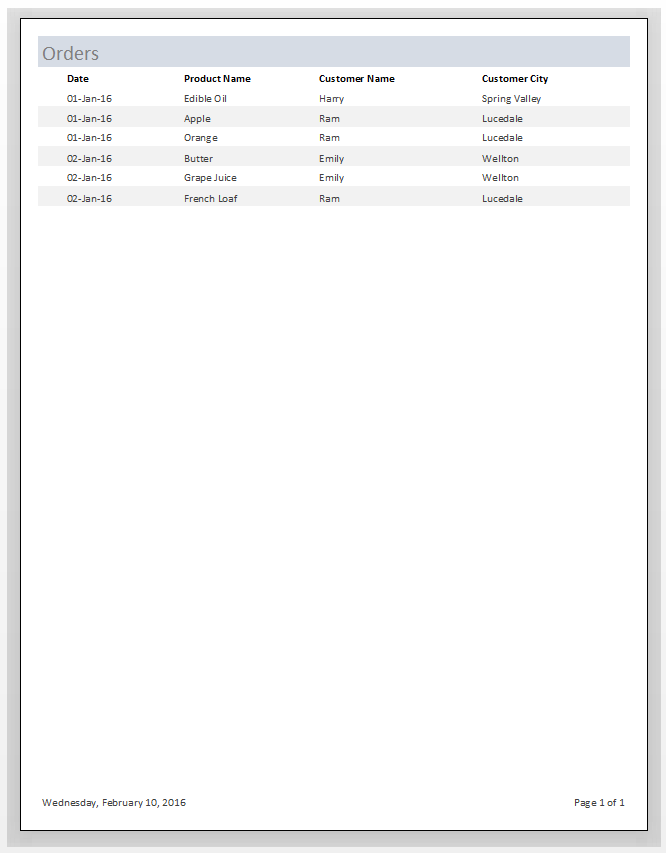 Orders
Date Product Name Customer Name Customer City
01-Jan-16 Edible Oil Harry Spring Valley
01-Jan-16 Apple Ram Lucedale
01-Jan-16 Orange Ram Lucedale
02-Jan-16 Butter Emily Wellton
02-Jan-16 Grape Juice Emily Wellton
02-Jan-16 French Loaf Ram Lucedale
Wednesday, February 10, 2016 Page 1 of 1